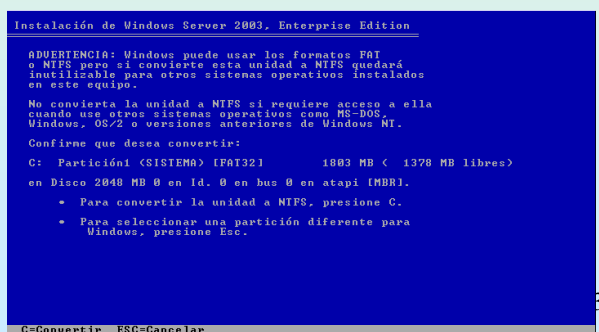 Instalación de Windows Server 2003, Enterprise Edition
ADVERTENCIA: Windows puede usar los formatos FAT
o NTFS pero si convierte esta unidad a NTFS quedará
inutilizable para otros sistemas operativos instalados
en este equipo.
No convierta la unidad a NTFS si requiere acceso a ella
cuando use otros sistemas operativos como MS-DOS,
Windows, OS/2 o versiones anteriores de Windows NT.
Confirme que desea convertir:
C: Partición1 (SISTEMA) [FAT32] 1803 MB ( 1378 MB libres)
en Disco 2048 MB 0 en Id. 0 en bus 0 en atapi [MBR].
• Para convertir la unidad a NTFS, presione C.
• Para seleccionar una partición diferente para
Windows, presione Esc.
C=Convertir ESC=Cancelar